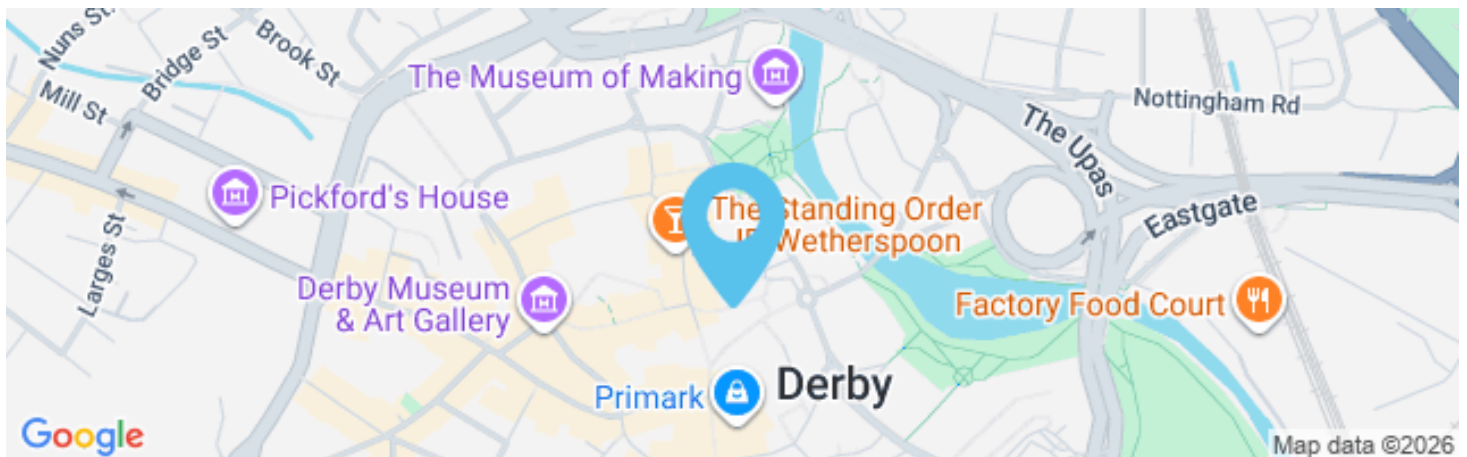 Nuns St.
Bridge St
Brook St
Mill St
The Museum of Making
Nottingham Rd
The Upas
Pickford's House
Larges St
The Standing Order
Wetherspoon
Eastgate
Derby Museum
& Art Gallery
Factory Food Court
Primark
Derby
Google
Map data ©2026